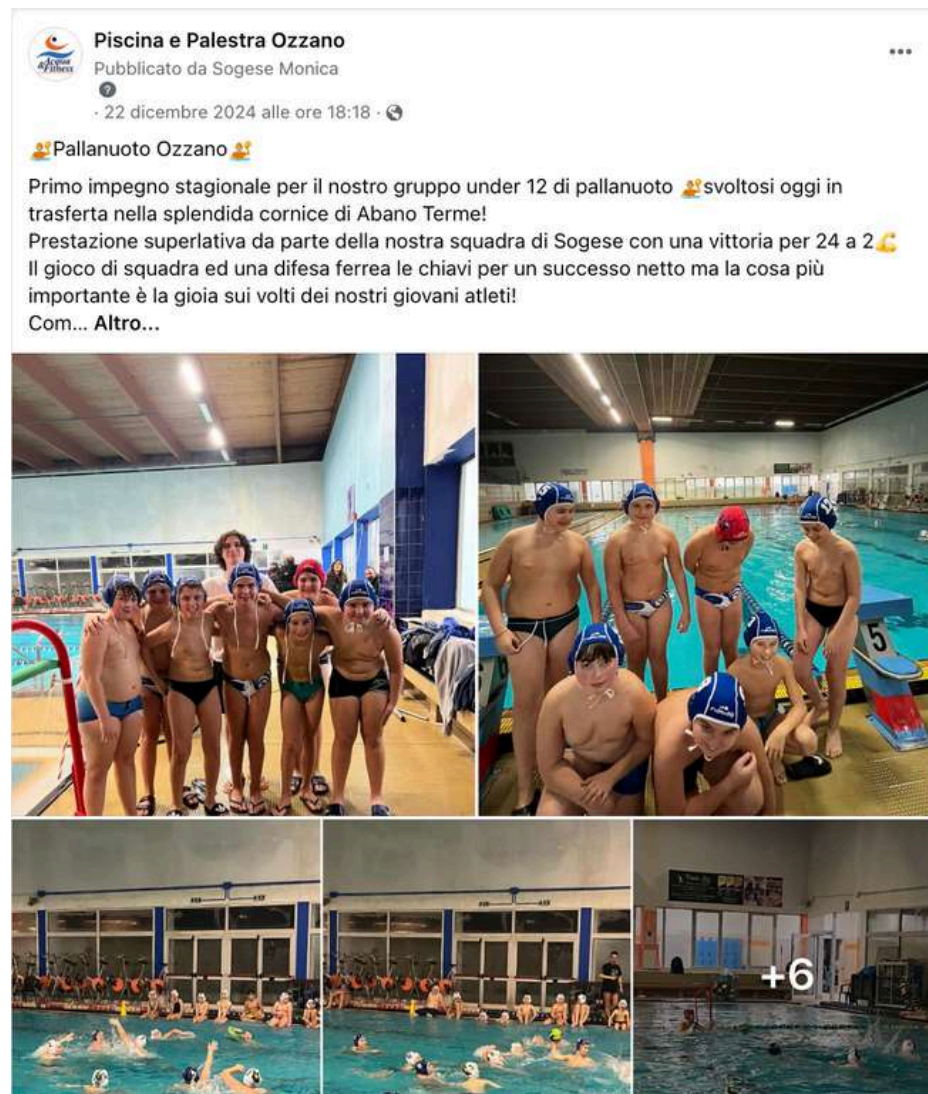 Piscina e Palestra Ozzano
Pubblicato da Sogese Monica
· 22 dicembre 2024 alle ore 18:18 ·
Pallanuoto Ozzano
Primo impegno stagionale per il nostro gruppo under 12 di pallanuoto svoltosi oggi in
trasferta nella splendida cornice di Abano Terme!
Prestazione superlativa da parte della nostra squadra di Sogese con una vittoria per 24 a 2
Il gioco di squadra ed una difesa ferrea le chiavi per un successo netto ma la cosa più
importante è la gioia sui volti dei nostri giovani atleti!
Com... Altro...
5
+6